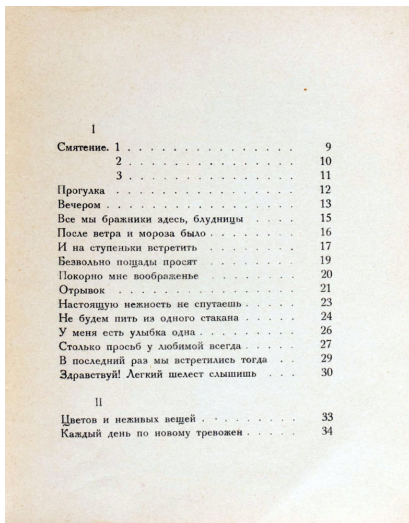 I
Смятение. 1 . . . . . . . . . . . . . . . 9
2 . . . . . . . . . . . . . . . 10
3 . . . . . . . . . . . . . . . 11
Прогулка . . . . . . . . . . . . . . . 12
Вечером . . . . . . . . . . . . . . . 13
Все мы бражники здесь, блудницы . . . . 15
После ветра и мороза было . . . . . . 16
И на ступеньки встретить . . . . . . . 17
Безвольно пощады просят . . . . . . . 19
Покорно мне воображенье . . . . . . . 20
Отрывок . . . . . . . . . . . . . . . 21
Настоящую нежность не спутаешь . . . . 23
Не будем пить из одного стакана . . . . 24
У меня есть улыбка одна . . . . . . . 26
Столько просьб у любимой всегда . . . . 27
В последний раз мы встретились тогда . . 29
Здравствуй! Легкий шелест слышишь . . . 30
II
Цветов и неживых вещей . . . . . . . . 33
Каждый день по новому тревожен . . . . . 34